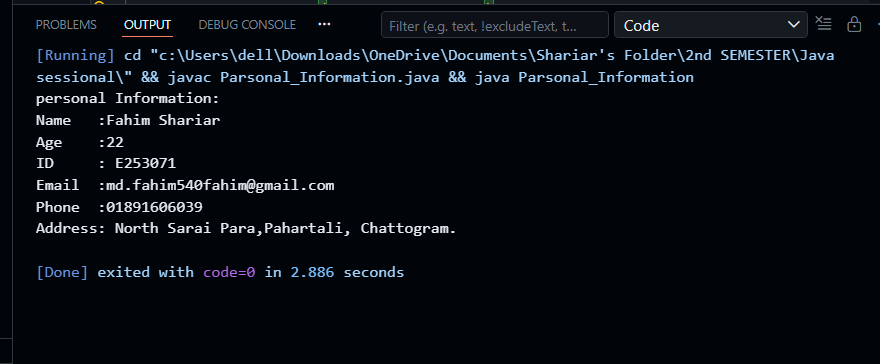 PROBLEMS OUTPUT DEBUG CONSOLE ··· Filter (e.g. text, !excludeText, t... Code
[Running] cd "c:\Users\dell\Downloads\OneDrive\Documents\Shariar's Folder\2nd SEMESTER\Java
sessional\" && javac Parsonal_Information.java && java Parsonal_Information
personal Information:
Name   :Fahim Shariar
Age    :22
ID     : E253071
Email  :md.fahim540fahim@gmail.com
Phone  :01891606039
Address: North Sarai Para,Pahartali, Chattogram.
[Done] exited with code=0 in 2.886 seconds